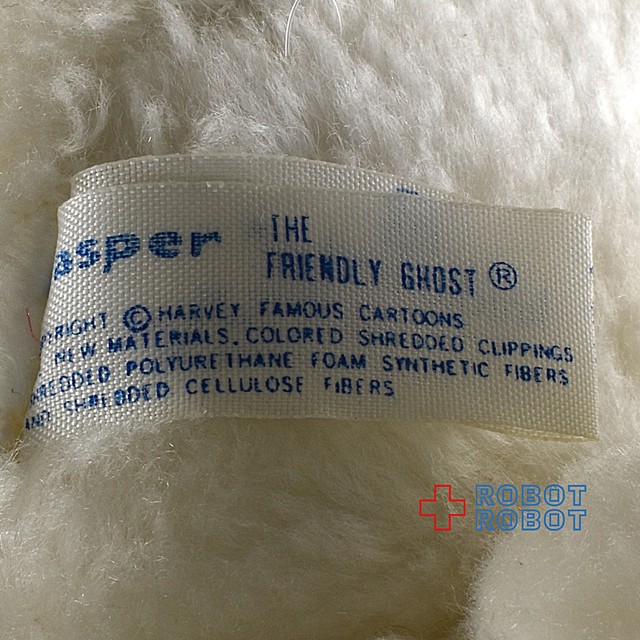 asper THE
FRIENDLY GHOST ®
RIGHT © HARVEY FAMOUS CARTOONS
NEW MATERIALS. COLORED SHREDDED CLIPPINGS
REDDED POLYURETHANE FOAM SYNTHETIC FIBERS
AND SHREDDED CELLULOSE FIBERS
ROBOT
ROBOT